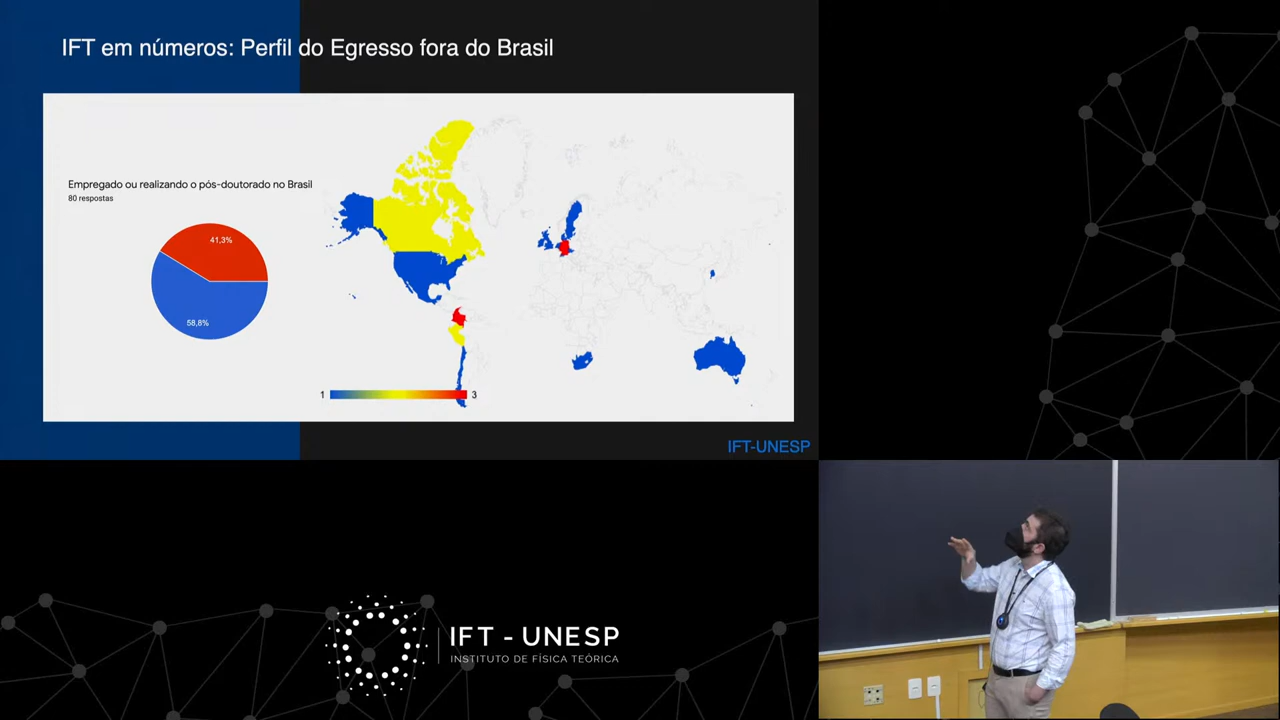 IFT em números: Perfil do Egresso fora do Brasil
Empregado ou realizando o pós-doutorado no Brasil
80 respostas
41,3%
58,8%
1
3
IFT-UNESP
IFT - UNESP
INSTITUTO DE FÍSICA TEÓRICA